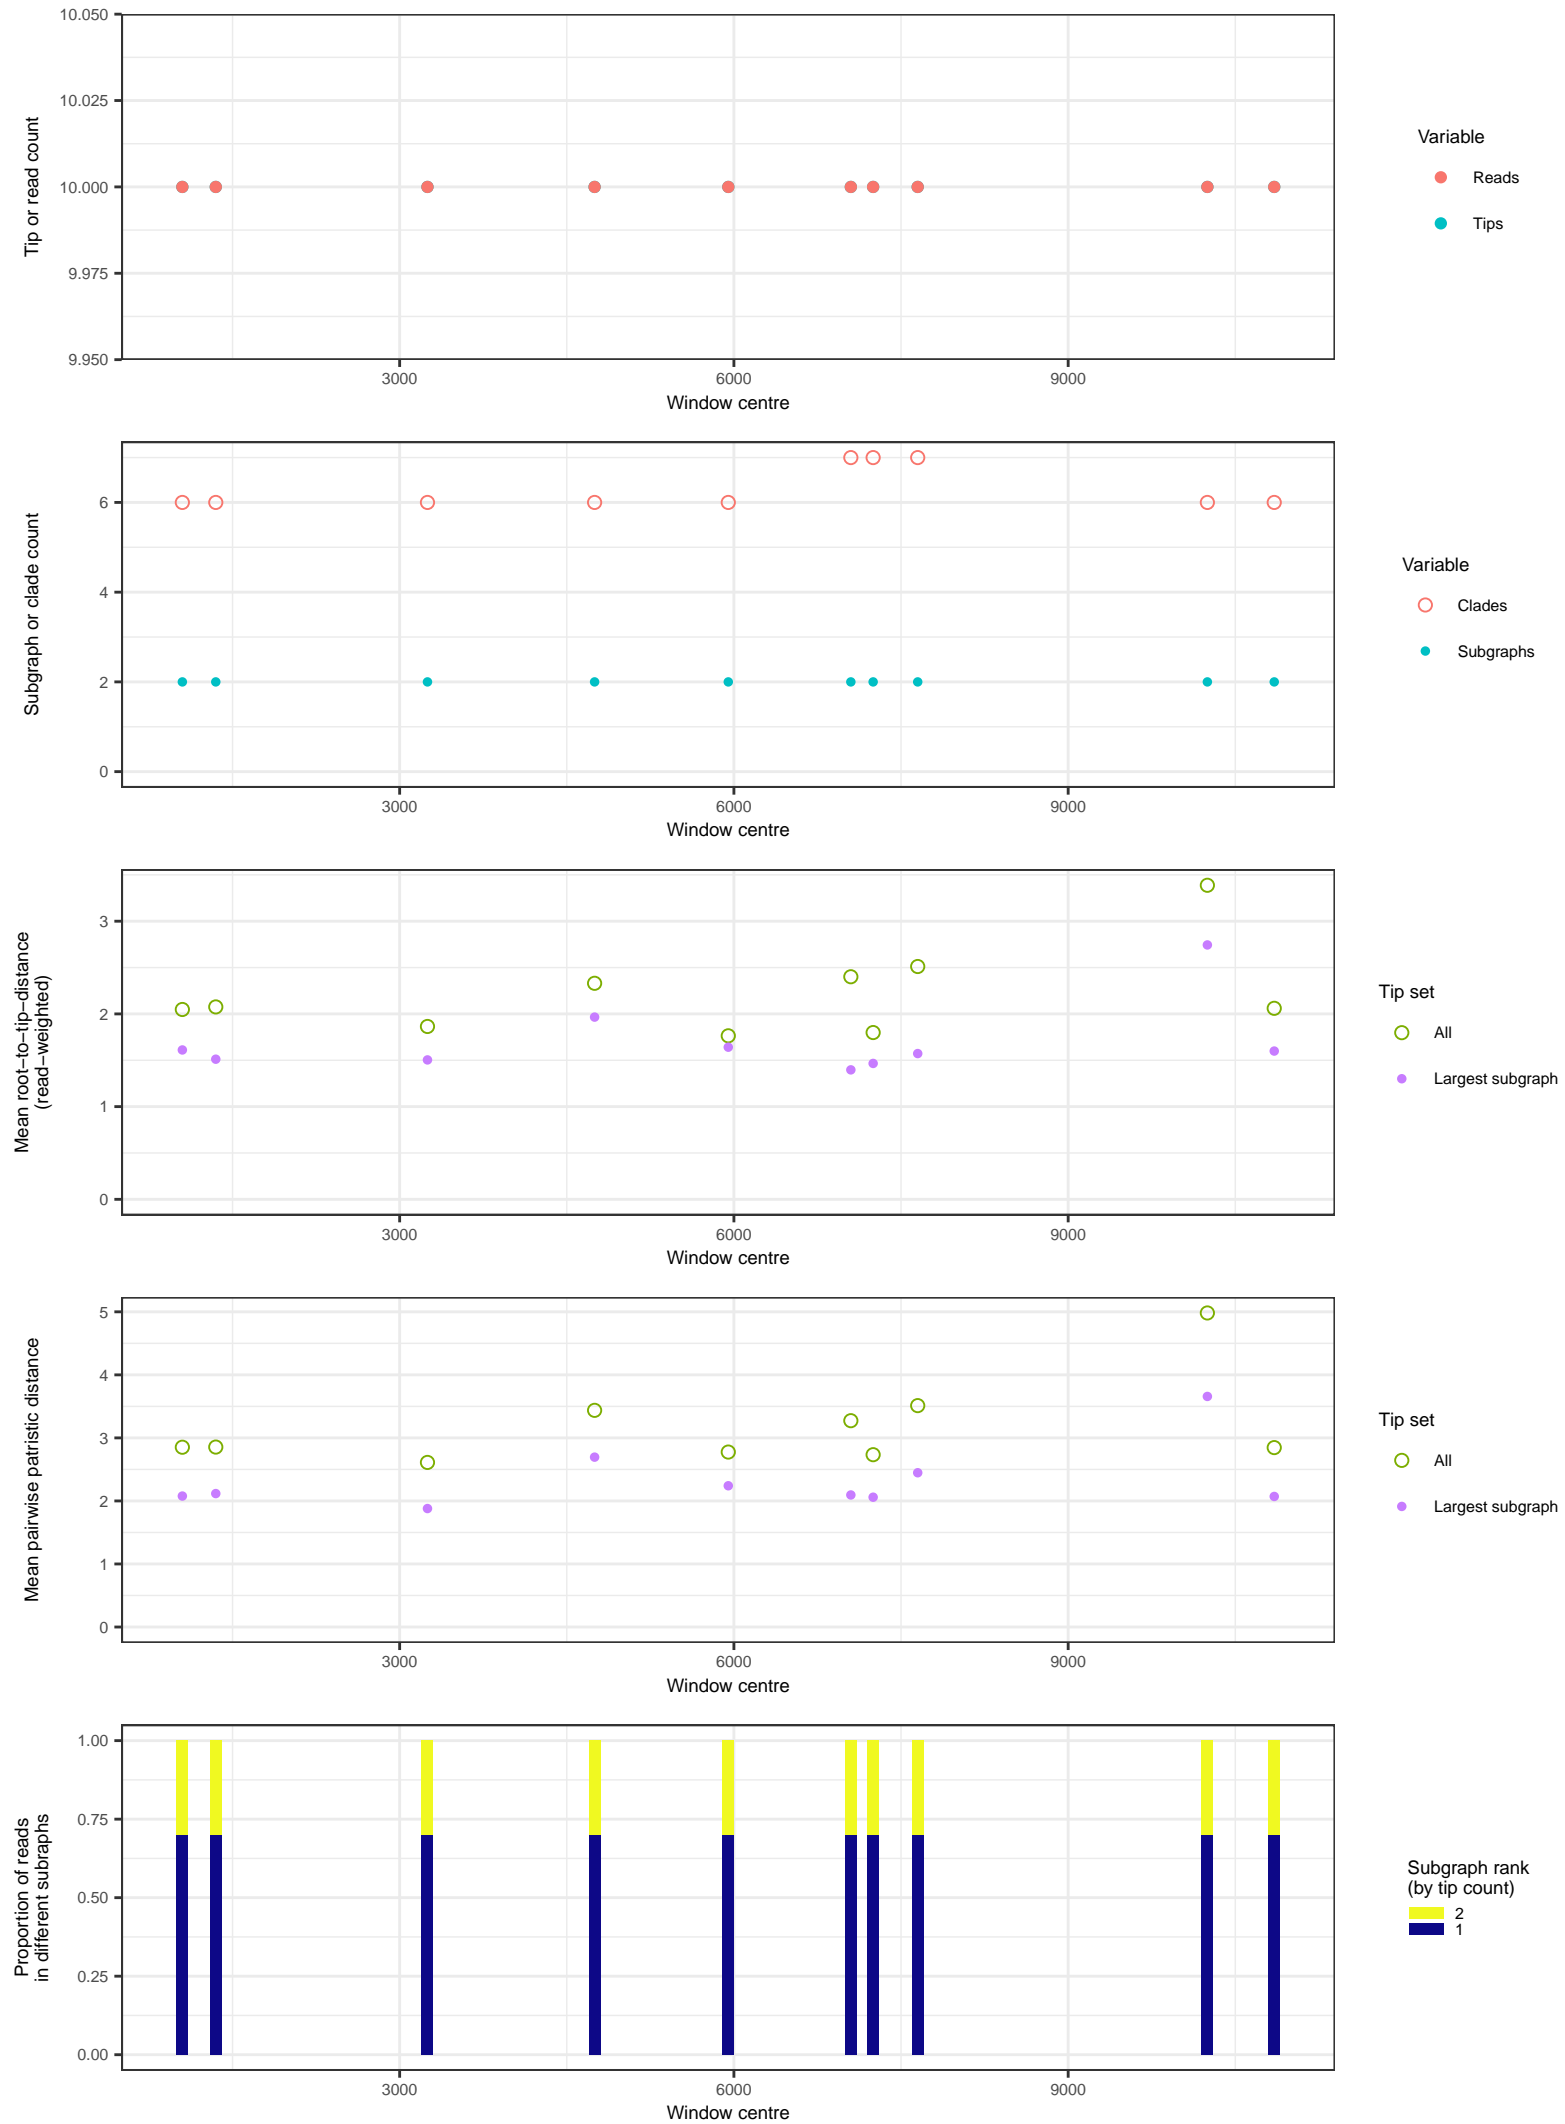 10.050
10.025
10.000
9.975
9.950
Tip or read count
3000
6000
9000
Window centre
Variable
Reads
Tips
6
4
2
0
Subgraph or clade count
3000
6000
9000
Window centre
Variable
Clades
Subgraphs
3
2
1
0
Mean root−to−tip−distance
(read−weighted)
3000
6000
9000
Window centre
Tip set
All
Largest subgraph
5
4
3
2
1
0
Mean pairwise patristic distance
3000
6000
9000
Window centre
Tip set
All
Largest subgraph
1.00
0.75
0.50
0.25
0.00
Proportion of reads
in different subraphs
3000
6000
9000
Window centre
Subgraph rank
(by tip count)
2
1